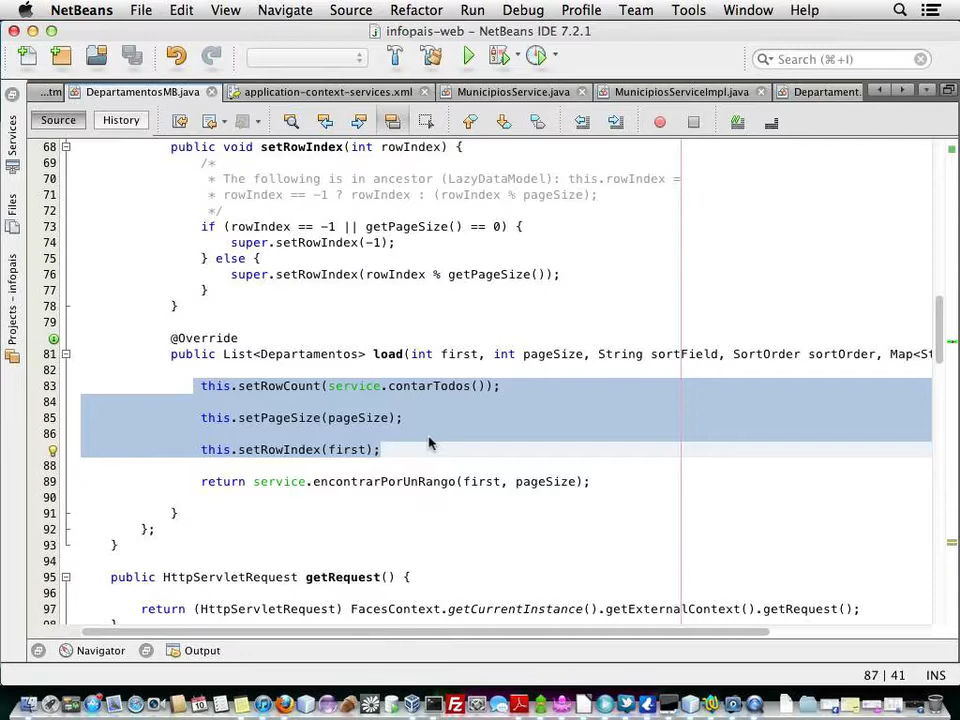 NetBeans File Edit View Navigate Source Refactor Run Debug Profile Team Tools Window Help
infopais-web - NetBeans IDE 7.2.1
Search (⌘+I)
...tm DepartamentosMB.java application-context-services.xml MunicipiosService.java MunicipiosServiceImpl.java Departament.
Source History
Services
Files
Projects - infopais
68 public void setRowIndex(int rowIndex) {
69 /*
70 * The following is in ancestor (LazyDataModel): this.rowIndex =
71 * rowIndex == -1 ? rowIndex : (rowIndex % pageSize);
72 */
73 if (rowIndex == -1 || getPageSize() == 0) {
74 super.setRowIndex(-1);
75 } else {
76 super.setRowIndex(rowIndex % getPageSize());
77 }
78 }
79
@Override
81 public List<Departamentos> load(int first, int pageSize, String sortField, SortOrder sortOrder, Map<St
82
83 this.setRowCount(service.contarTodos());
84
85 this.setPageSize(pageSize);
86
this.setRowIndex(first);
88
89 return service.encontrarPorUnRango(first, pageSize);
90
91 }
92 };
93 }
94
95 public HttpServletRequest getRequest() {
96
97 return (HttpServletRequest) FacesContext.getCurrentInstance().getExternalContext().getRequest();
98 }
Navigator Output
87 | 41 INS